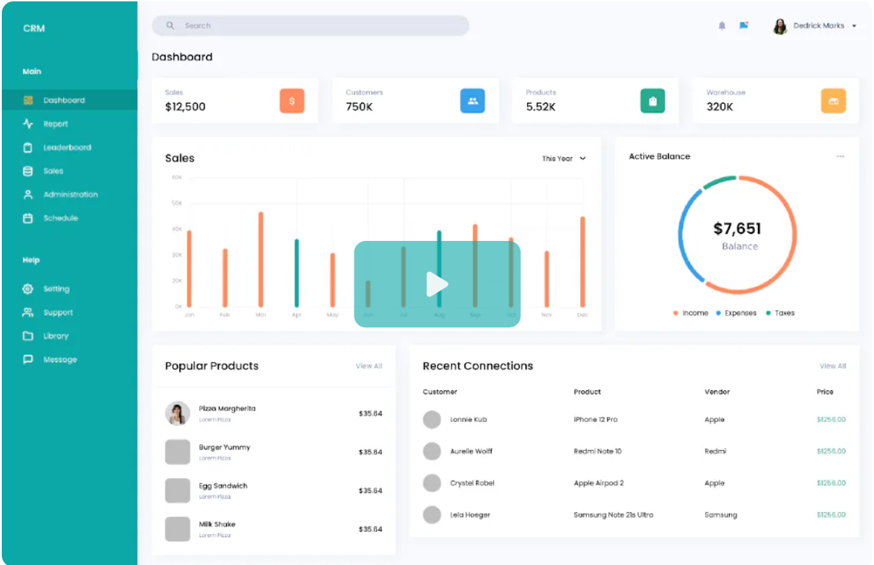 CRM
Search
Dedrick Marks
Main
Dashboard
Report
Leaderboard
Sales
Administration
Schedule
Help
Setting
Support
Library
Message
Dashboard
Sales
$12,500
Customers
750K
Products
5.52K
Warehouse
320K
Sales
This Year
60k
50k
40k
30k
20k
0k
Jan Feb Mar Apr May Jul Aug Sep Nov Dec
Active Balance
$7,651
Balance
Income Expenses Taxes
Popular Products
View All
Pizza Margherita
Lorem Pizza
$35.64
Burger Yummy
Lorem Pizza
$35.64
Egg Sandwich
Lorem Pizza
$35.64
Milk Shake
Lorem Pizza
$35.64
Recent Connections
View All
Customer Product Vendor Price
Lonnie Kub iPhone 12 Pro Apple $1256.00
Aurelie Wolff Redmi Note 10 Redmi $1256.00
Crystel Robel Apple Airpod 2 Apple $1256.00
Lela Hoeger Samsung Note 21s Ultra Samsung $1256.00